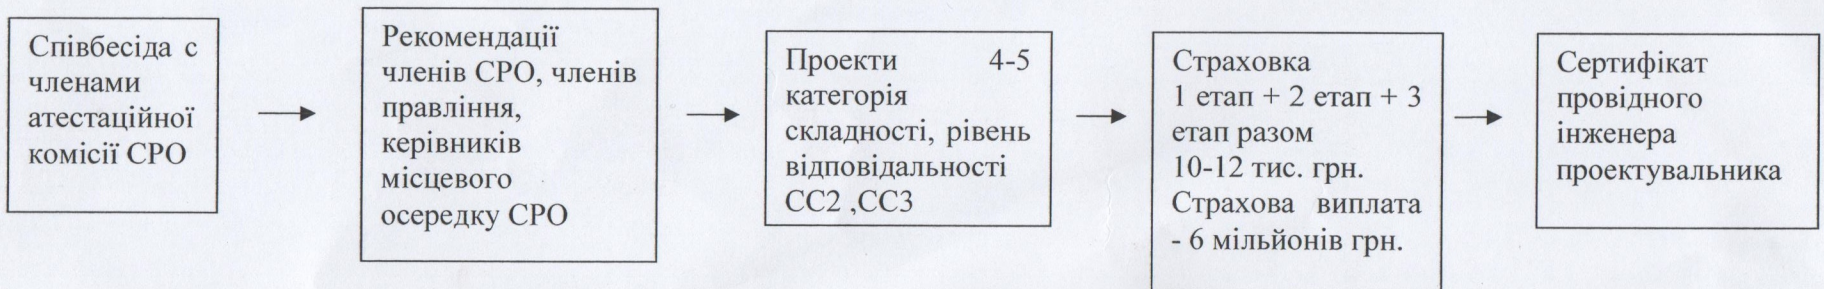 Співбесіда с
членами
атестаційної
комісії СРО
Рекомендації
членів СРО, членів
правління,
керівників
місцевого
осередку СРО
Проекти 4-5
категорія
складності, рівень
відповідальності
СС2 ,СС3
Страховка
1 етап + 2 етап + 3
етап разом
10-12 тис. грн.
Страхова виплата
- 6 мільйонів грн.
Сертифікат
провідного
інженера
проектувальника